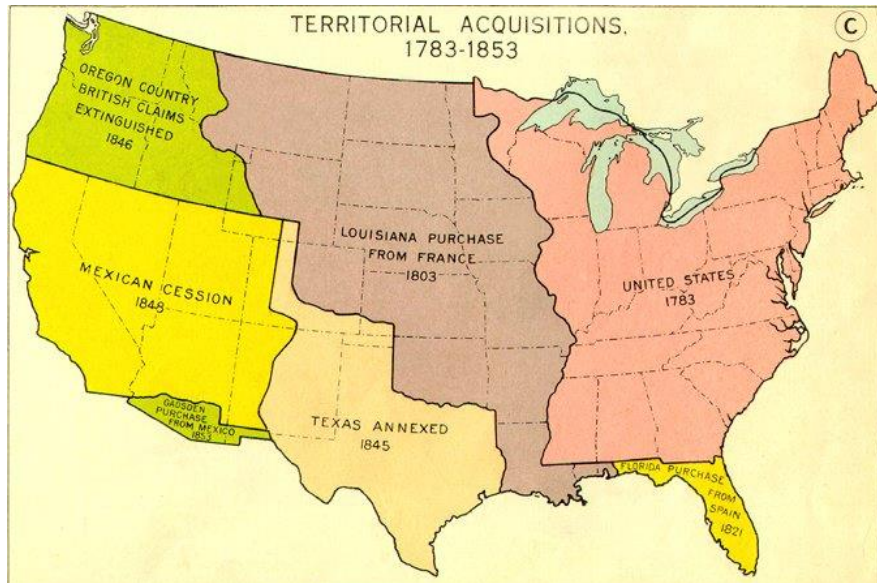 TERRITORIAL ACQUISITIONS,
1783-1853
C
OREGON COUNTRY
BRITISH CLAIMS
EXTINGUISHED
1846
LOUISIANA PURCHASE
FROM FRANCE
1803
UNITED STATES
1783
MEXICAN CESSION
1848
GADSDEN
PURCHASE
FROM MEXICO
1853
TEXAS ANNEXED
1845
FLORIDA PURCHASE
FROM
SPAIN
1821